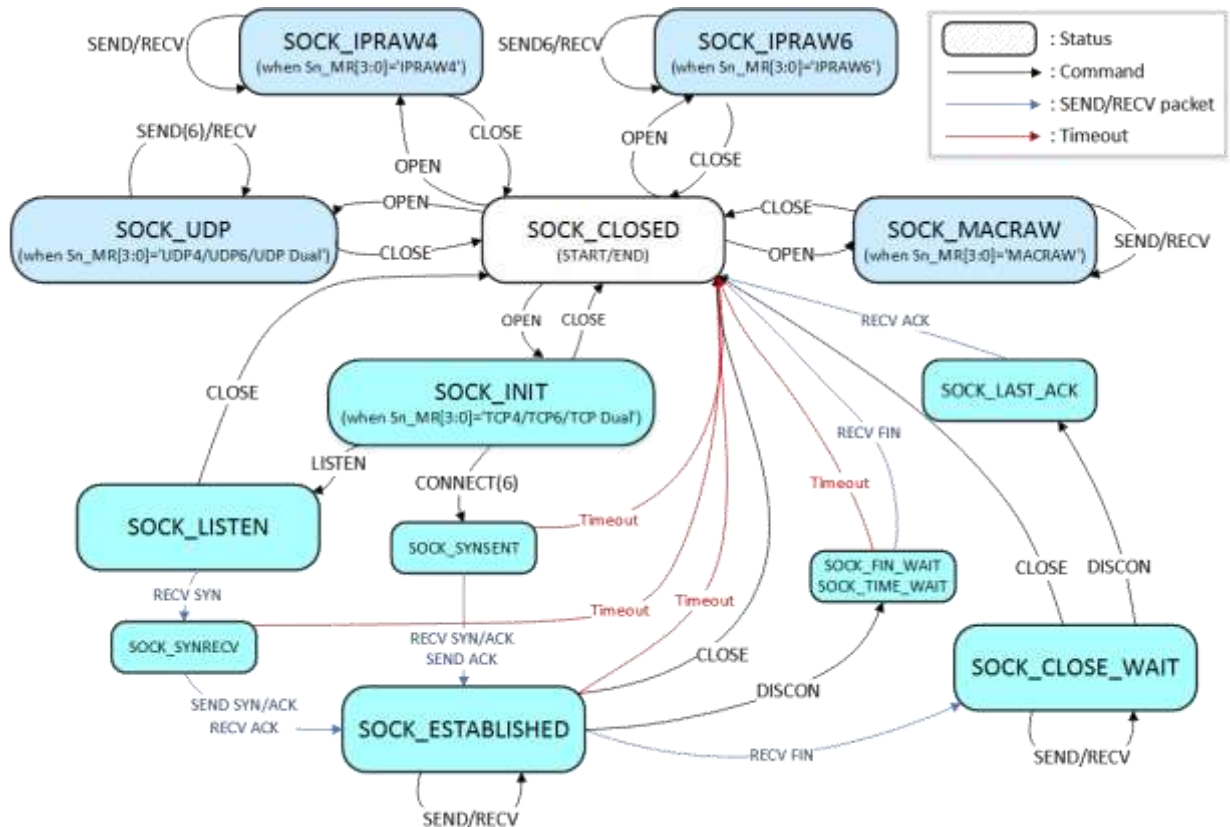 SEND/RECV
SOCK_IPRAW4
(when Sn_MR[3:0]='IPRAW4')
SEND6/RECV
SOCK_IPRAW6
(when Sn_MR[3:0]='IPRAW6')
: Status
: Command
: SEND/RECV packet
: Timeout
SEND(6)/RECV
CLOSE
OPEN
OPEN
CLOSE
SOCK_UDP
(when Sn_MR[3:0]='UDP4/UDP6/UDP Dual')
OPEN
CLOSE
SOCK_CLOSED
(START/END)
CLOSE
OPEN
SOCK_MACRAW
(when Sn_MR[3:0]='MACRAW')
SEND/RECV
OPEN
CLOSE
RECV ACK
CLOSE
SOCK_INIT
(when Sn_MR[3:0]='TCP4/TCP6/TCP Dual')
SOCK_LAST_ACK
RECV FIN
LISTEN
CONNECT(6)
Timeout
SOCK_LISTEN
SOCK_SYNSENT
Timeout
SOCK_FIN_WAIT
SOCK_TIME_WAIT
CLOSE
DISCON
RECV SYN
Timeout
Timeout
SOCK_SYNRECV
RECV SYN/ACK
SEND ACK
CLOSE
SOCK_CLOSE_WAIT
DISCON
SEND SYN/ACK
RECV ACK
SOCK_ESTABLISHED
RECV FIN
SEND/RECV
SEND/RECV